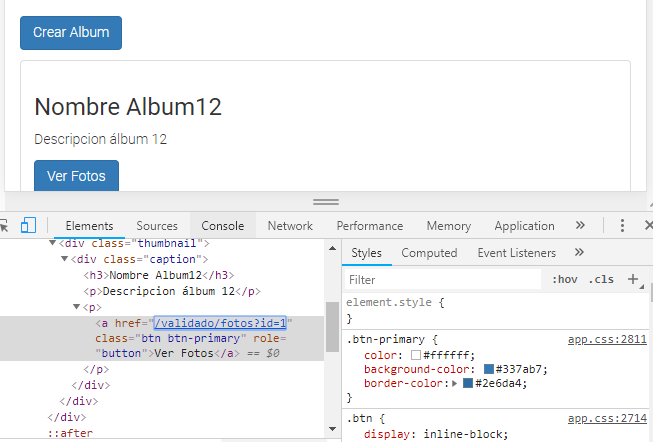 Crear Album
Nombre Album12
Descripcion álbum 12
Ver Fotos
Elements Sources Console Network Performance Memory Application »
<div class="thumbnail">
<div class="caption">
<h3>Nombre Album12</h3>
<p>Descripcion álbum 12</p>
<p>
<a href="/validado/fotos?id=1"
class="btn btn-primary" role=
"button">Ver Fotos</a> == $0
</p>
</div>
</div>
</div>
::after
Styles Computed Event Listeners »
Filter :hov .cls +
element.style {
}
.btn-primary { app.css:2811
color: #ffffff;
background-color: #337ab7;
border-color: #2e6da4;
}
.btn { app.css:2714
display: inline-block;